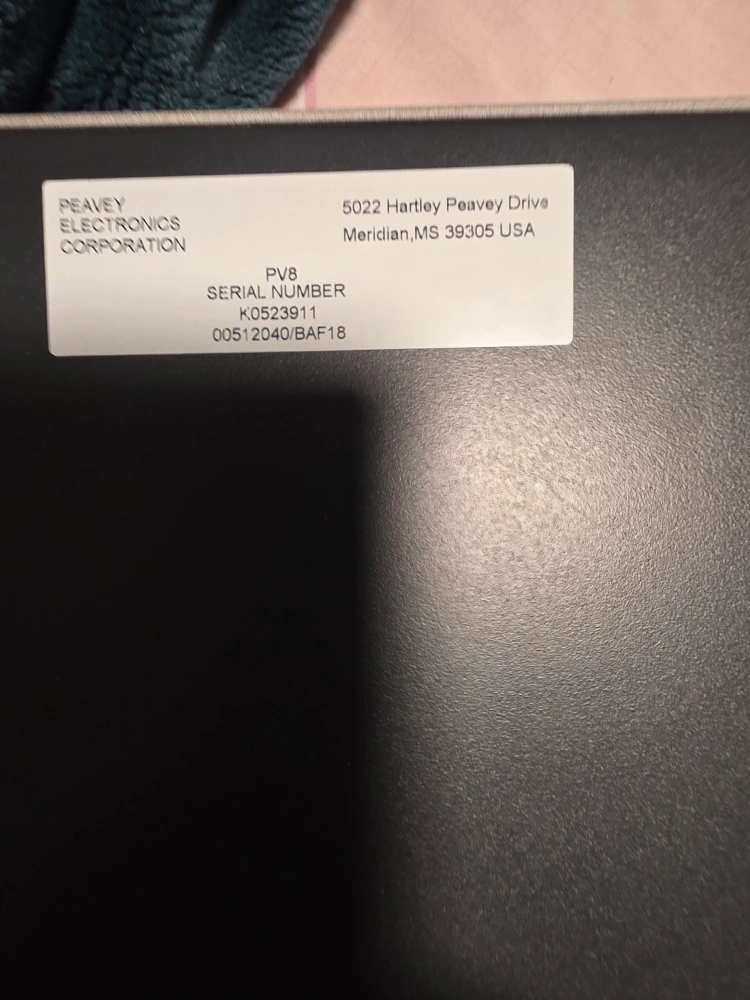 PEAVEY
ELECTRONICS
CORPORATION
5022 Hartley Peavey Drive
Meridian,MS 39305 USA
PV8
SERIAL NUMBER
K0523911
00512040/BAF18